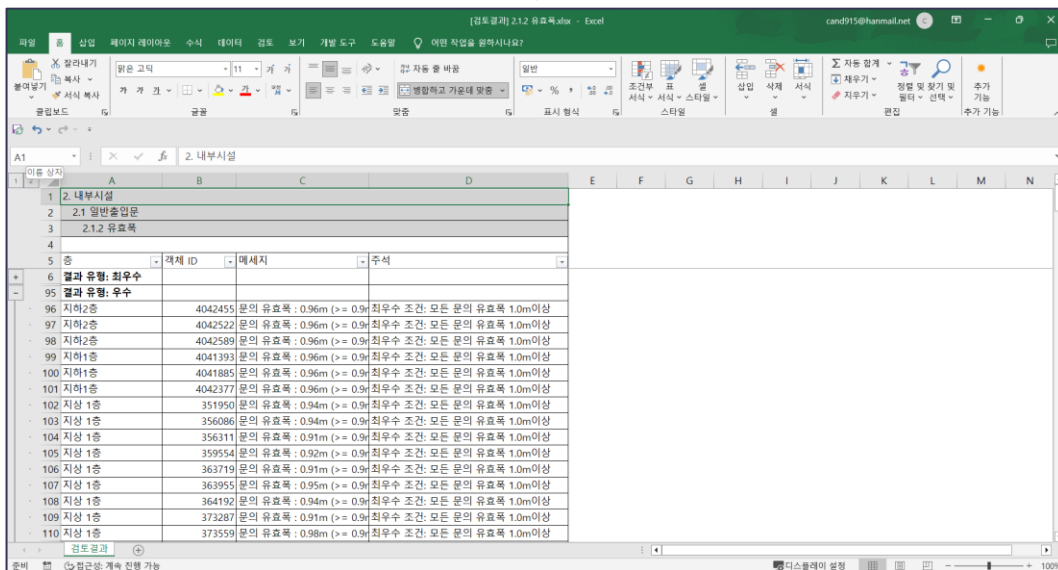 [검토결과] 2.1.2 유효폭.xlsx - Excel
cand915@hanmail.net C
파일 홈 삽입 페이지 레이아웃 수식 데이터 검토 보기 개발 도구 도움말 어떤 작업을 원하시나요?
붙여넣기 잘라내기 복사 서식 복사
맑은 고딕 11 가 가
가 가 가
자동 줄 바꿈
병합하고 가운데 맞춤
일반
조건부 서식 표 서식 셀 스타일
삽입 삭제 서식
자동 합계 채우기 지우기
정렬 및 필터 찾기 및 선택
추가 기능
클립보드 글꼴 맞춤 표시 형식 스타일 셀 편집 추가 기능
A1 fx 2. 내부시설
이름 상자
1 2 A B C D E F G H I J K L M N
1 2. 내부시설
2 2.1 일반출입문
3 2.1.2 유효폭
4
5 층 객체 ID 메세지 주석
6 결과 유형: 최우수
95 결과 유형: 우수
96 지하2층 4042455 문의 유효폭 : 0.96m (>= 0.9m 최우수 조건: 모든 문의 유효폭 1.0m이상
97 지하2층 4042522 문의 유효폭 : 0.96m (>= 0.9m 최우수 조건: 모든 문의 유효폭 1.0m이상
98 지하2층 4042589 문의 유효폭 : 0.96m (>= 0.9m 최우수 조건: 모든 문의 유효폭 1.0m이상
99 지하1층 4041393 문의 유효폭 : 0.96m (>= 0.9m 최우수 조건: 모든 문의 유효폭 1.0m이상
100 지하1층 4041885 문의 유효폭 : 0.96m (>= 0.9m 최우수 조건: 모든 문의 유효폭 1.0m이상
101 지하1층 4042377 문의 유효폭 : 0.96m (>= 0.9m 최우수 조건: 모든 문의 유효폭 1.0m이상
102 지상 1층 351950 문의 유효폭 : 0.94m (>= 0.9m 최우수 조건: 모든 문의 유효폭 1.0m이상
103 지상 1층 356086 문의 유효폭 : 0.94m (>= 0.9m 최우수 조건: 모든 문의 유효폭 1.0m이상
104 지상 1층 356311 문의 유효폭 : 0.91m (>= 0.9m 최우수 조건: 모든 문의 유효폭 1.0m이상
105 지상 1층 359554 문의 유효폭 : 0.92m (>= 0.9m 최우수 조건: 모든 문의 유효폭 1.0m이상
106 지상 1층 363719 문의 유효폭 : 0.91m (>= 0.9m 최우수 조건: 모든 문의 유효폭 1.0m이상
107 지상 1층 363955 문의 유효폭 : 0.95m (>= 0.9m 최우수 조건: 모든 문의 유효폭 1.0m이상
108 지상 1층 364192 문의 유효폭 : 0.94m (>= 0.9m 최우수 조건: 모든 문의 유효폭 1.0m이상
109 지상 1층 373287 문의 유효폭 : 0.91m (>= 0.9m 최우수 조건: 모든 문의 유효폭 1.0m이상
110 지상 1층 373559 문의 유효폭 : 0.98m (>= 0.9m 최우수 조건: 모든 문의 유효폭 1.0m이상
검토결과
준비 접근성: 계속 진행 가능 디스플레이 설정 100%